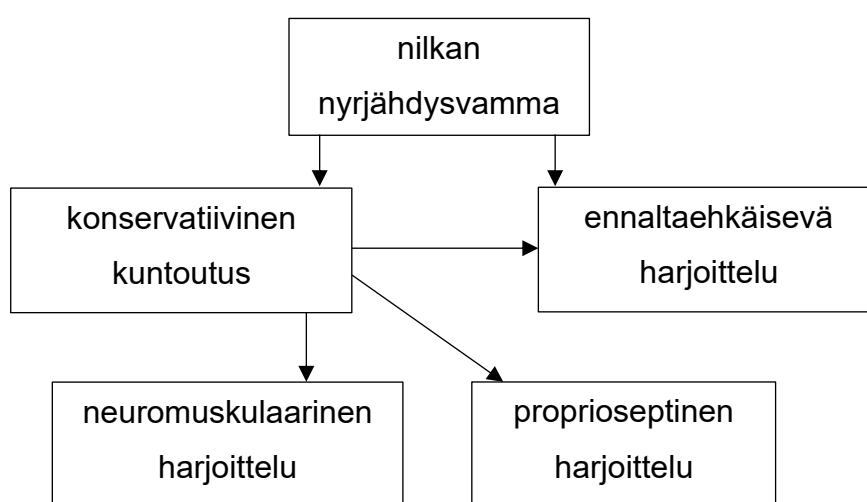 nilkan
nyrjähdysvamma
konservatiivinen
kuntoutus
ennaltaehkäisevä
harjoittelu
neuromuskulaarinen
harjoittelu
proprioseptinen
harjoittelu